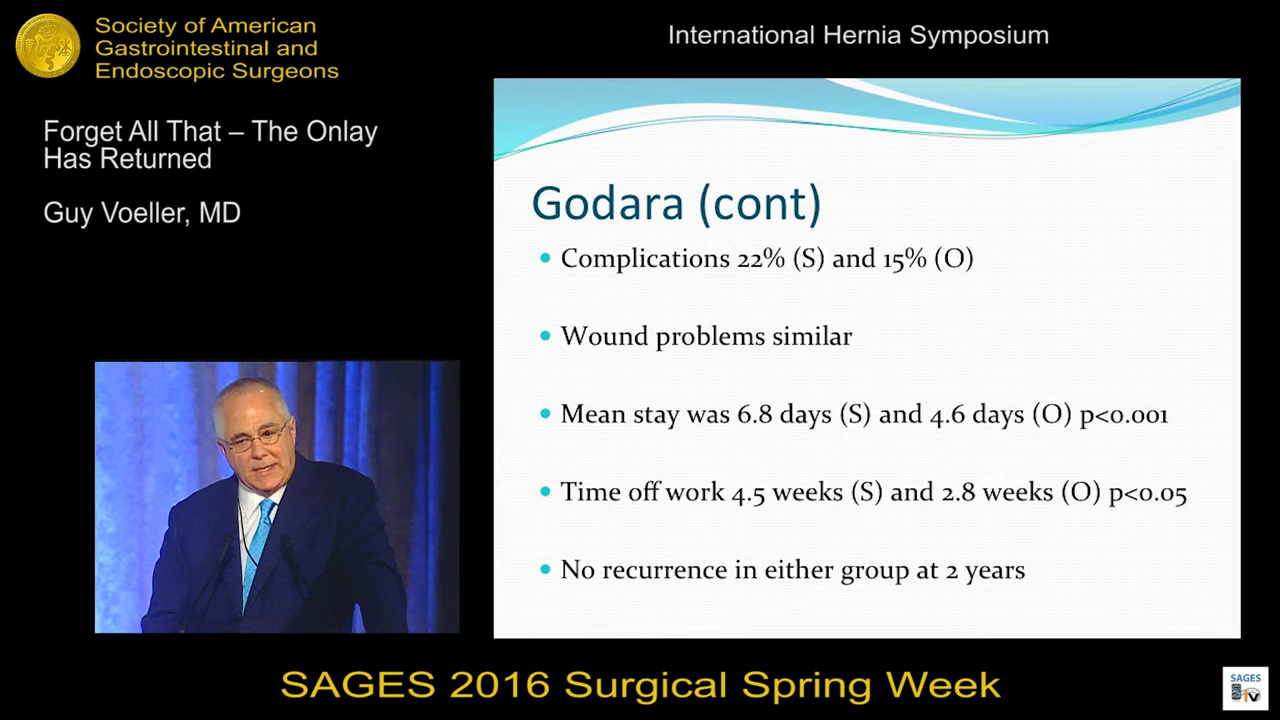 Society of American
Gastrointestinal and
Endoscopic Surgeons
International Hernia Symposium
Forget All That – The Onlay
Has Returned
Guy Voeller, MD
Godara (cont)
• Complications 22% (S) and 15% (O)
• Wound problems similar
• Mean stay was 6.8 days (S) and 4.6 days (O) p<0.001
• Time off work 4.5 weeks (S) and 2.8 weeks (O) p<0.05
• No recurrence in either group at 2 years
SAGES 2016 Surgical Spring Week
SAGES
TV